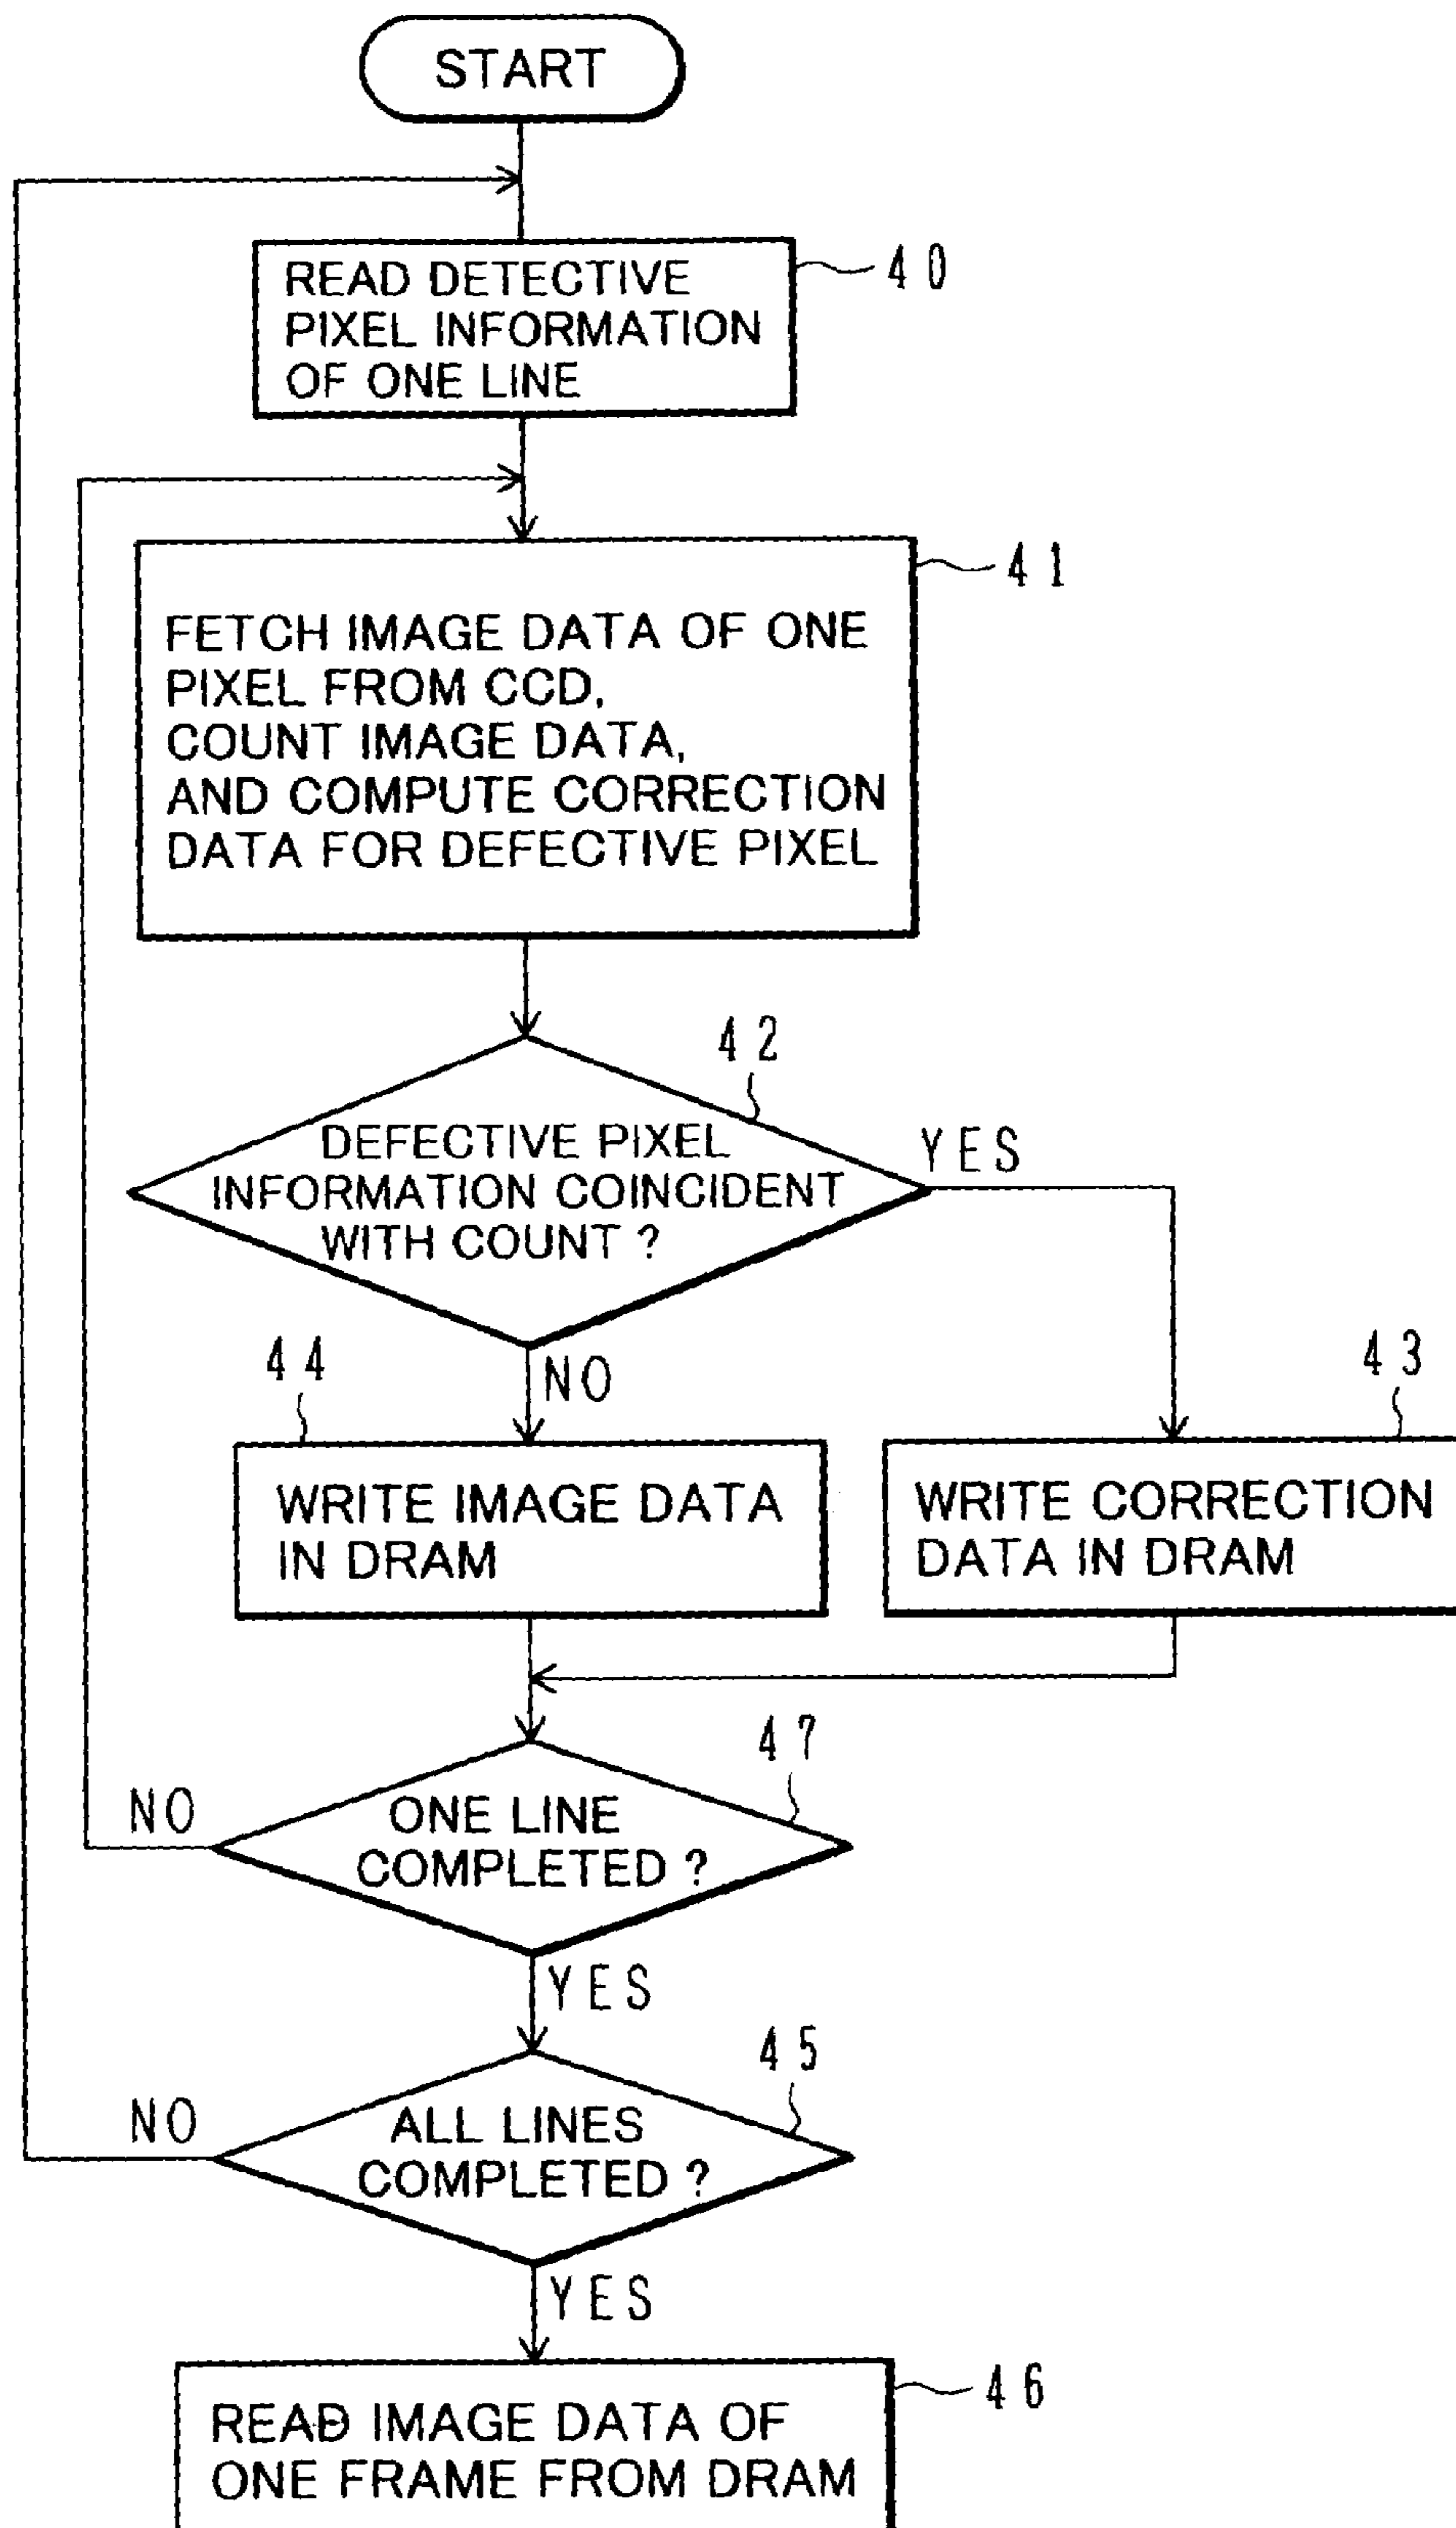 START
READ DETECTIVE
PIXEL INFORMATION
OF ONE LINE
40
FETCH IMAGE DATA OF ONE
PIXEL FROM CCD,
COUNT IMAGE DATA,
AND COMPUTE CORRECTION
DATA FOR DEFECTIVE PIXEL
41
42
DEFECTIVE PIXEL
INFORMATION COINCIDENT
WITH COUNT ?
YES
NO
44
WRITE IMAGE DATA
IN DRAM
43
WRITE CORRECTION
DATA IN DRAM
47
ONE LINE
COMPLETED ?
NO
YES
45
ALL LINES
COMPLETED ?
NO
YES
46
READ IMAGE DATA OF
ONE FRAME FROM DRAM